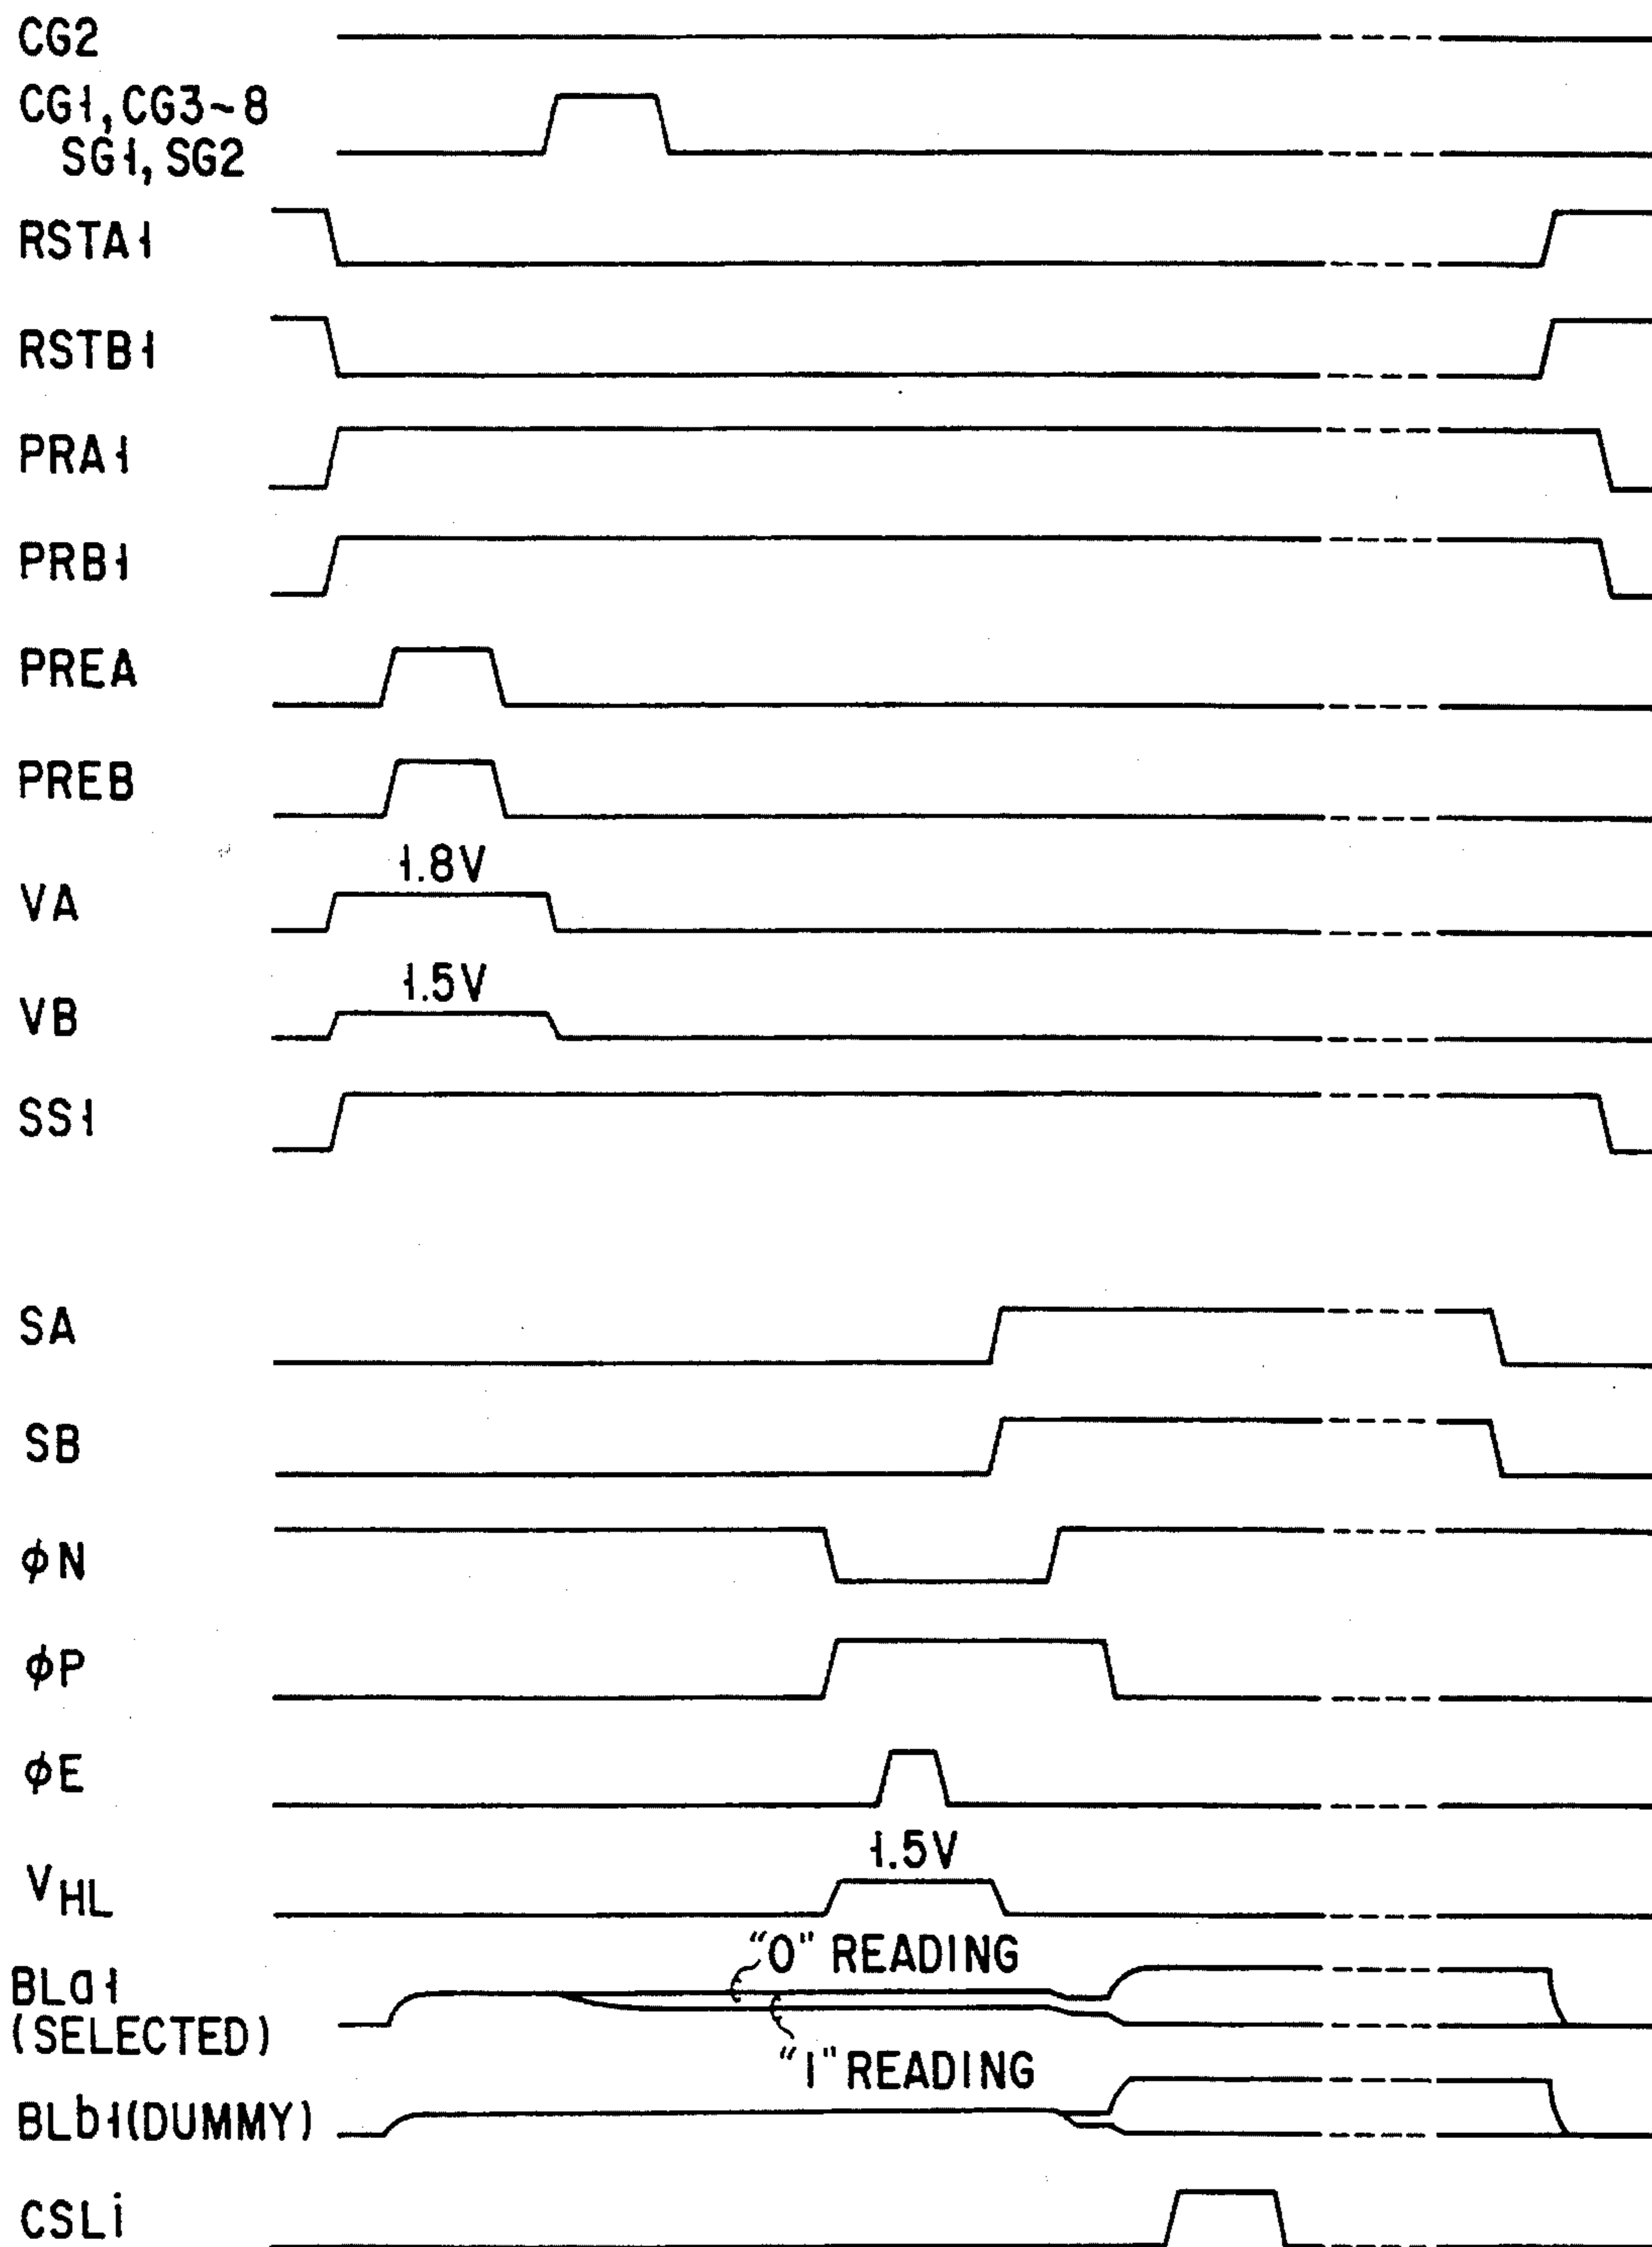 CG2
CG1, CG3~8
SG1, SG2
RSTA1
RSTB1
PRA1
PRB1
PREA
PREB
1.8V
VA
1.5V
VB
SS1
SA
SB
ϕN
ϕP
ϕE
1.5V
VHL
"0" READING
BLa1
(SELECTED)
"1" READING
BLb1(DUMMY)
CSLi